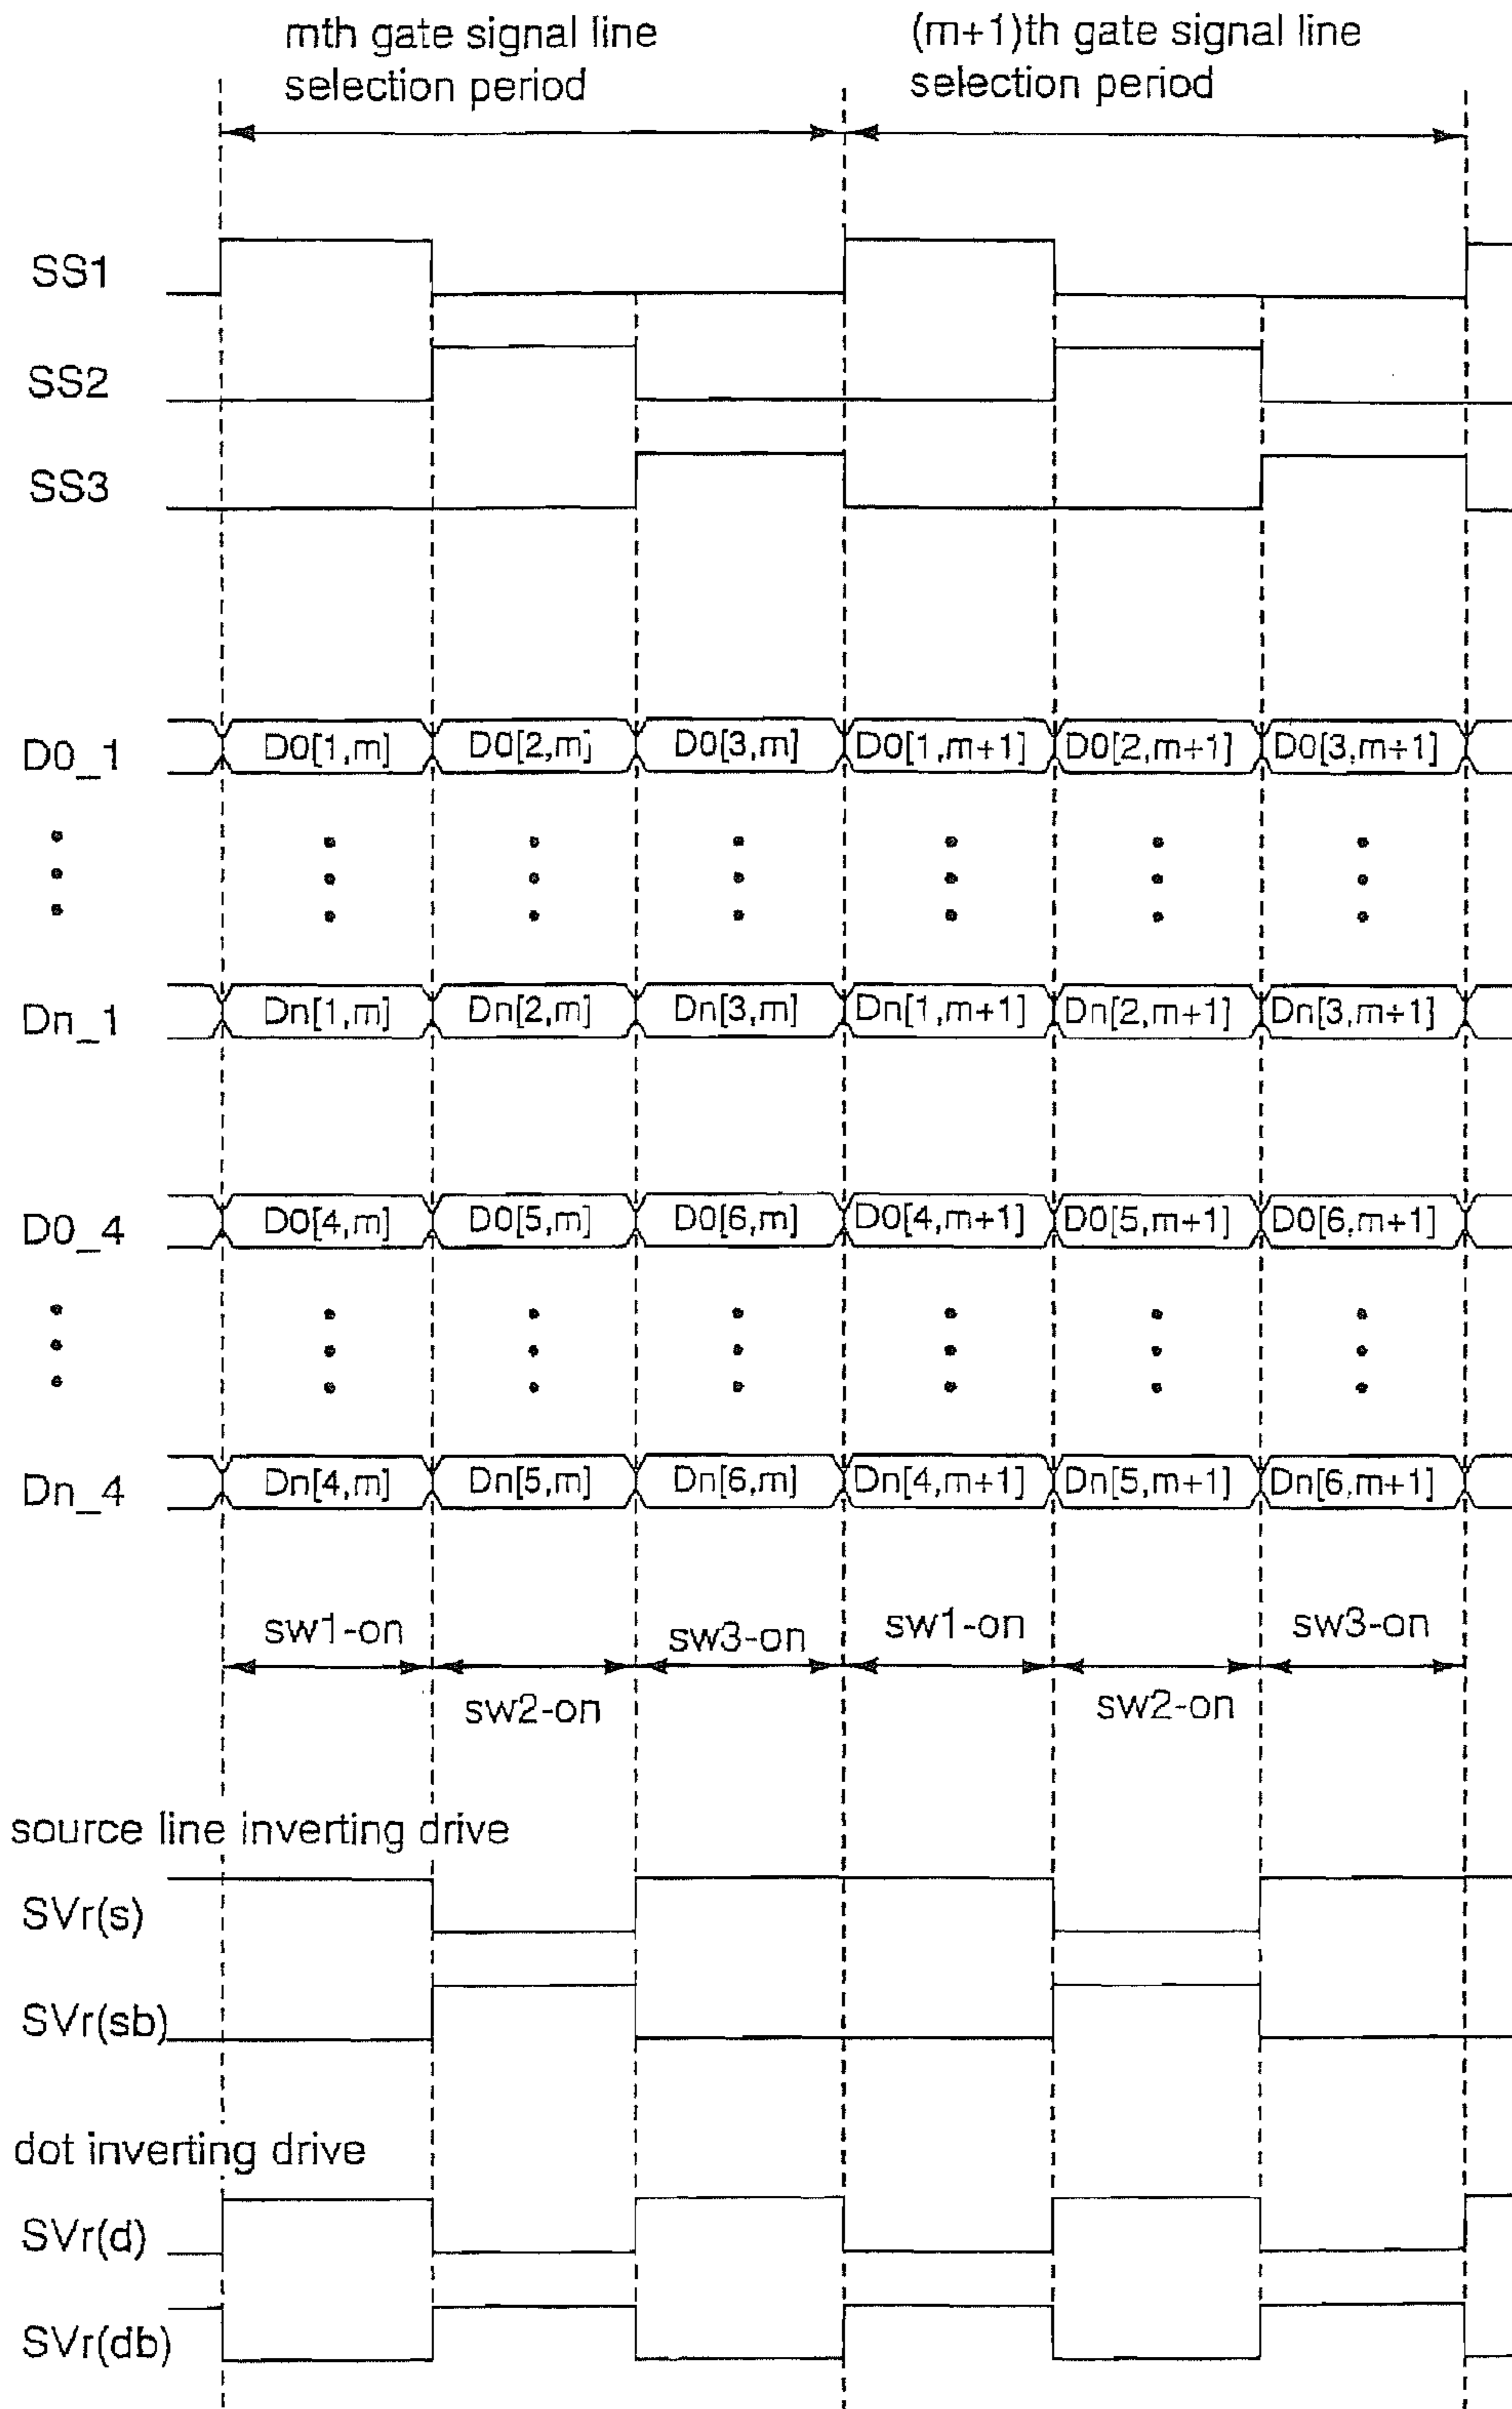 mth gate signal line
selection period
(m+1)th gate signal line
selection period
SS1
SS2
SS3
D0_1 D0[1,m] D0[2,m] D0[3,m] D0[1,m+1] D0[2,m+1] D0[3,m+1]
Dn_1 Dn[1,m] Dn[2,m] Dn[3,m] Dn[1,m+1] Dn[2,m+1] Dn[3,m+1]
D0_4 D0[4,m] D0[5,m] D0[6,m] D0[4,m+1] D0[5,m+1] D0[6,m+1]
Dn_4 Dn[4,m] Dn[5,m] Dn[6,m] Dn[4,m+1] Dn[5,m+1] Dn[6,m+1]
sw1-on sw3-on sw1-on sw3-on
sw2-on sw2-on
source line inverting drive
SVr(s)
SVr(sb)
dot inverting drive
SVr(d)
SVr(db)